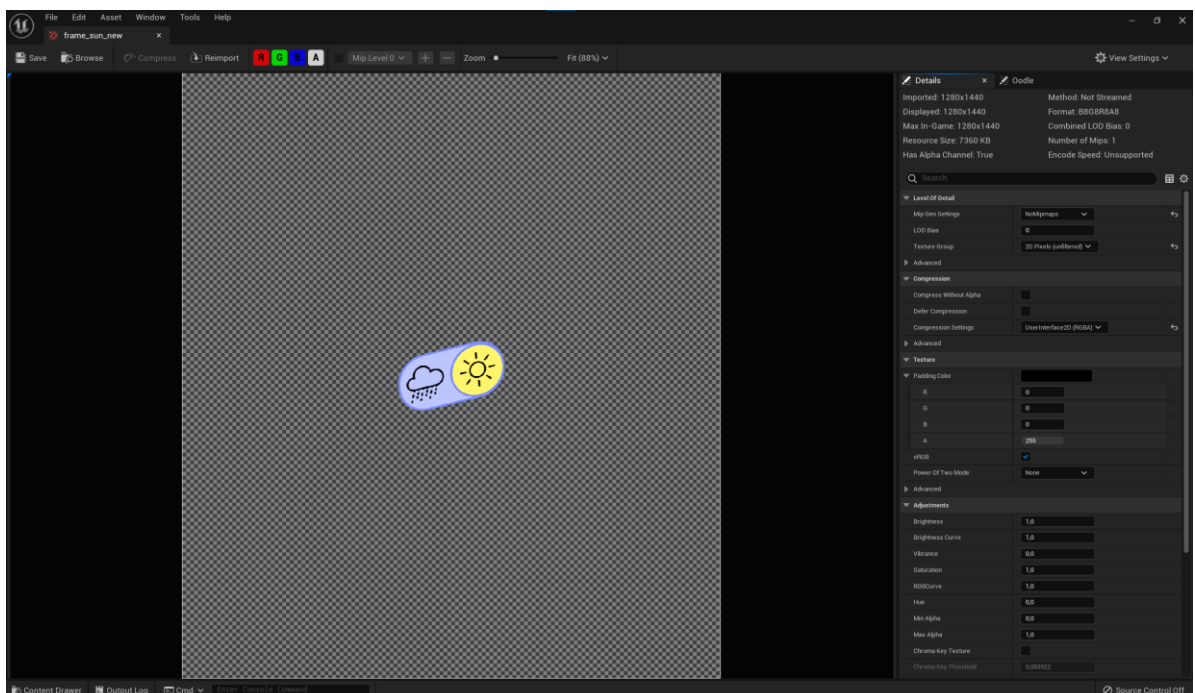 File Edit Asset Window Tools Help
frame_sun_new
Save Browse Compress Reimport R G B A Mip Level 0 Zoom Fit (88%) View Settings
Details Oodle
Imported: 1280x1440 Method: Not Streamed
Displayed: 1280x1440 Format: B8G8R8A8
Max In-Game: 1280x1440 Combined LOD Bias: 0
Resource Size: 7360 KB Number of Mips: 1
Has Alpha Channel: True Encode Speed: Unsupported
Search
Level Of Detail
Mip Gen Settings NoMipmaps
LOD Bias 0
Texture Group 2D Pixels (unfiltered)
Advanced
Compression
Compress Without Alpha
Defer Compression
Compression Settings UserInterface2D (RGBA)
Advanced
Texture
Padding Color
R 0
G 0
B 0
A 255
sRGB
Power Of Two Mode None
Advanced
Adjustments
Brightness 1,0
Brightness Curve 1,0
Vibrance 0,0
Saturation 1,0
RGBCurve 1,0
Hue 0,0
Min Alpha 0,0
Max Alpha 1,0
Chroma Key Texture
Chroma Key Threshold 0,003922
Content Drawer Output Log Cmd Enter Console Command Source Control Off